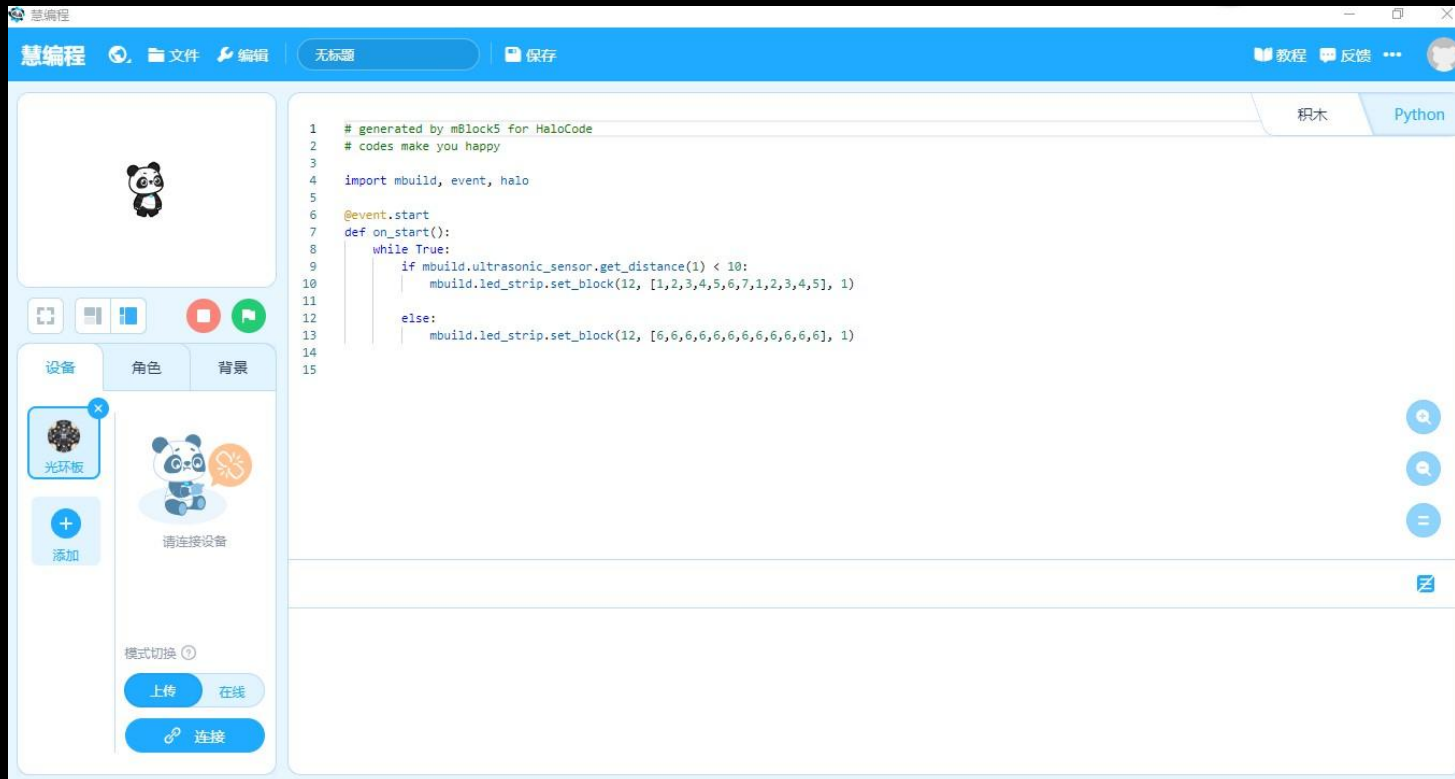 慧编程
慧编程 文件 编辑 无标题 保存 教程 反馈
积木 Python
1 # generated by mBlock5 for HaloCode
2 # codes make you happy
3
4 import mbuild, event, halo
5
6 @event.start
7 def on_start():
8 while True:
9 if mbuild.ultrasonic_sensor.get_distance(1) < 10:
10 mbuild.led_strip.set_block(12, [1,2,3,4,5,6,7,1,2,3,4,5], 1)
11
12 else:
13 mbuild.led_strip.set_block(12, [6,6,6,6,6,6,6,6,6,6,6,6], 1)
14
15
设备 角色 背景
光环板
添加
请连接设备
模式切换
上传 在线
连接